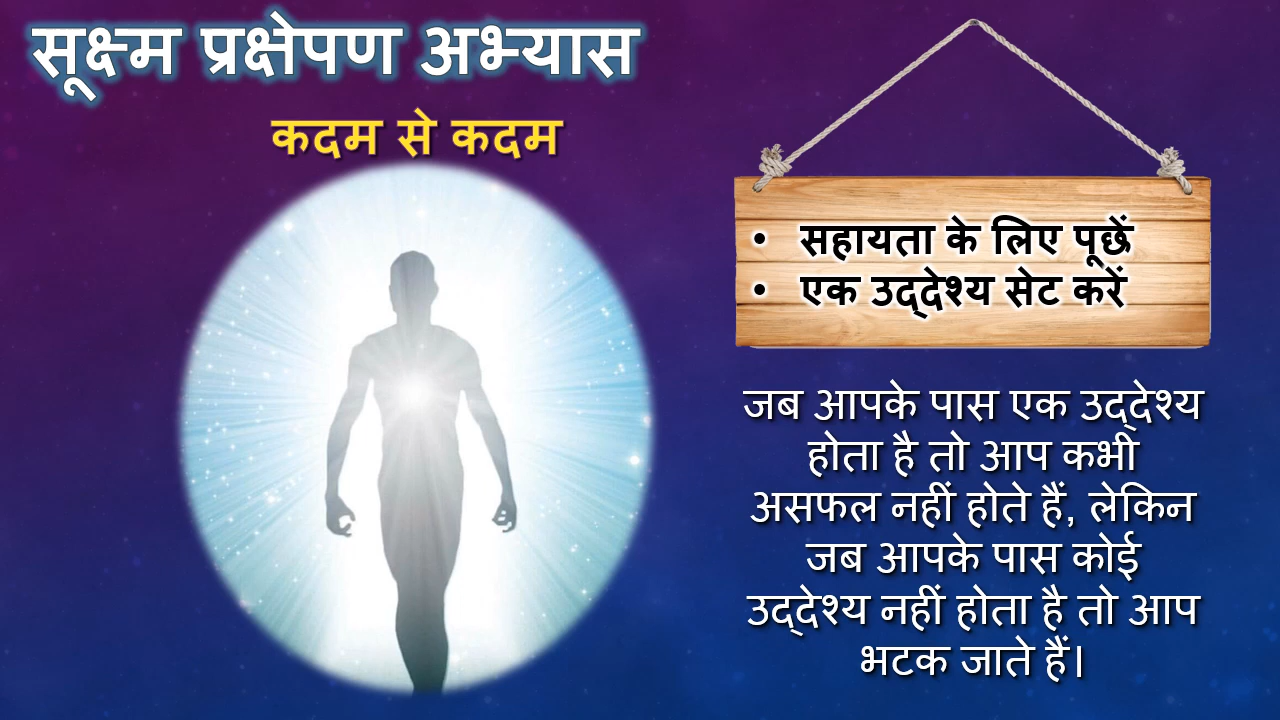 सूक्ष्म प्रक्षेपण अभ्यास
कदम से कदम
• सहायता के लिए पूछें
• एक उद्देश्य सेट करें
जब आपके पास एक उद्देश्य
होता है तो आप कभी
असफल नहीं होते हैं, लेकिन
जब आपके पास कोई
उद्देश्य नहीं होता है तो आप
भटक जाते हैं।